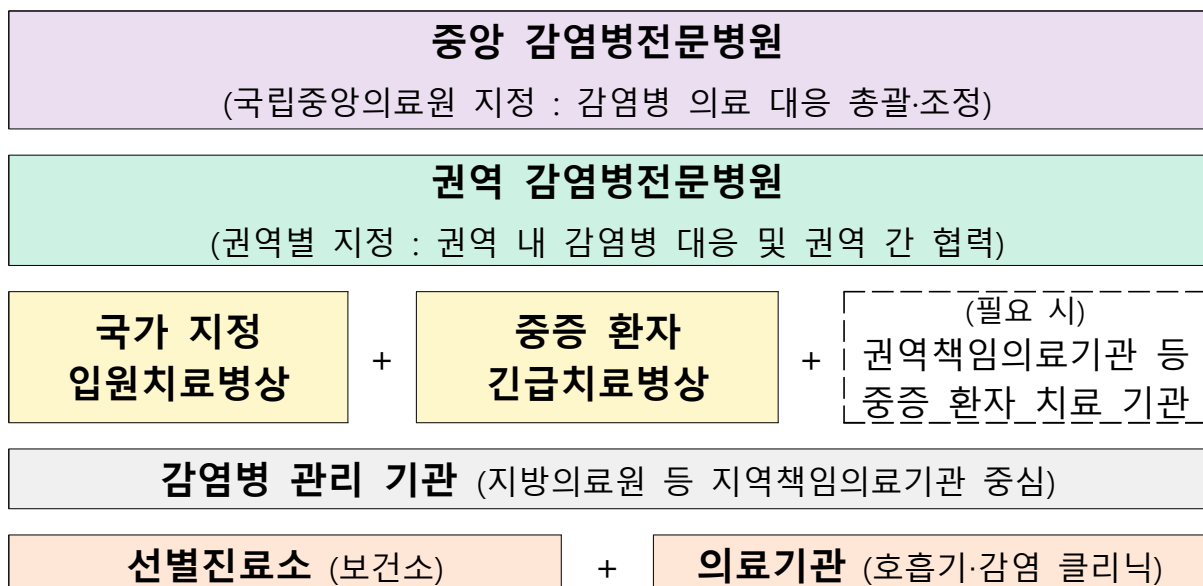 중앙 감염병전문병원
(국립중앙의료원 지정 : 감염병 의료 대응 총괄·조정)
권역 감염병전문병원
(권역별 지정 : 권역 내 감염병 대응 및 권역 간 협력)
국가 지정
입원치료병상
+
중증 환자
긴급치료병상
+
(필요 시)
권역책임의료기관 등
중증 환자 치료 기관
감염병 관리 기관 (지방의료원 등 지역책임의료기관 중심)
선별진료소 (보건소) + 의료기관 (호흡기·감염 클리닉)